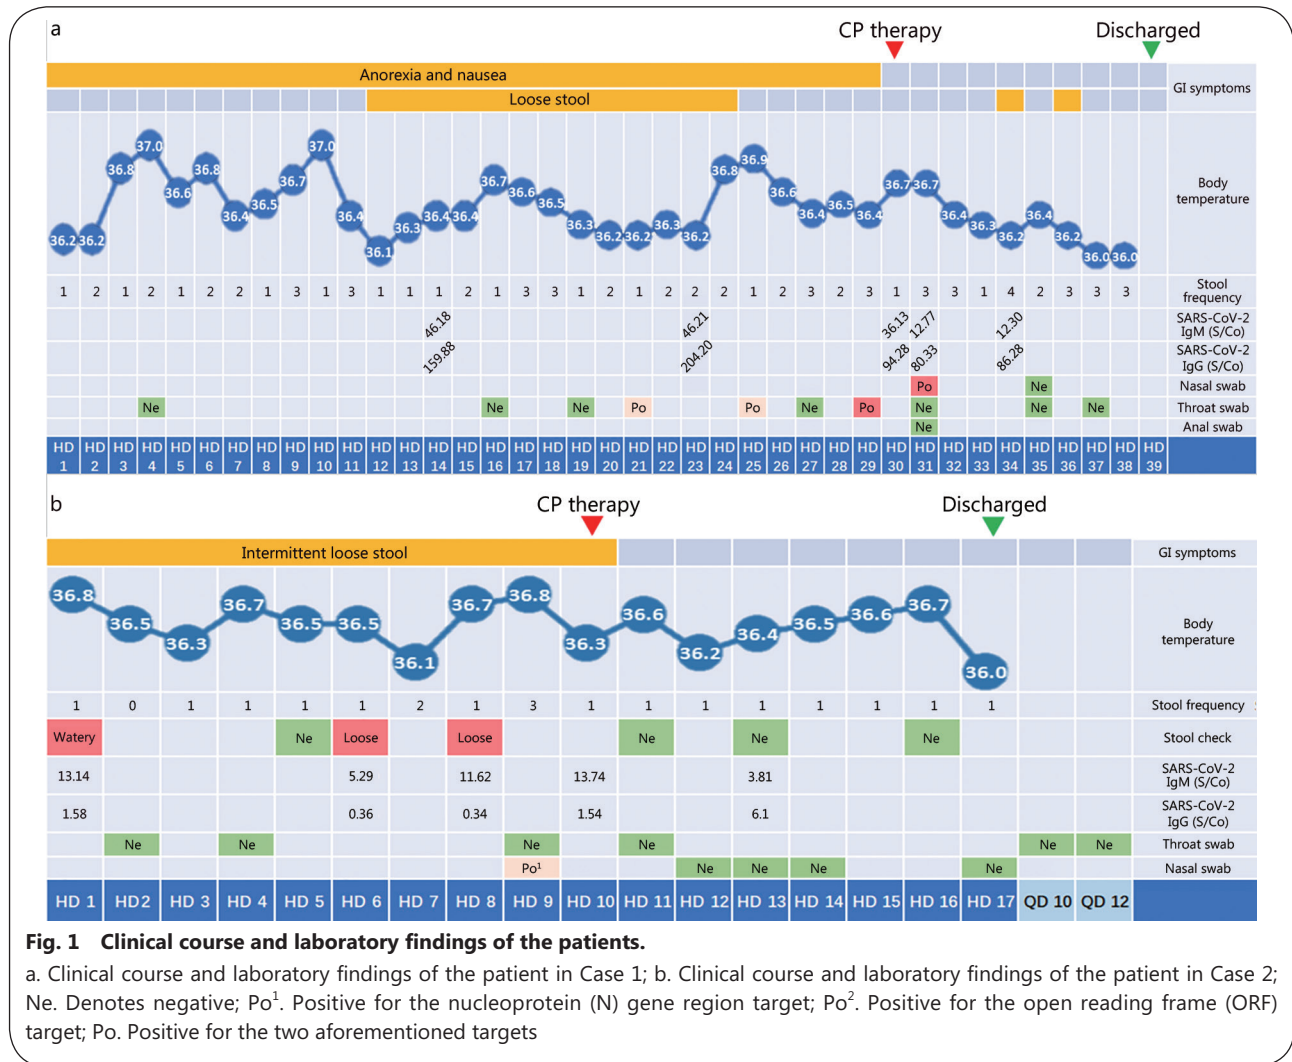 a
CP therapy Discharged
Anorexia and nausea
Loose stool
GI symptoms
36.2 36.2 36.8 37.0 36.6 36.8 36.4 36.5 36.7 37.0 36.4 36.1 36.3 36.4 36.4 36.7 36.6 36.5 36.3 36.2 36.2 36.3 36.2 36.8 36.9 36.6 36.4 36.5 36.4 36.7 36.7 36.4 36.3 36.2 36.4 36.2 36.0 36.0
Body
temperature
1 2 1 2 1 2 2 1 3 1 3 1 1 1 2 1 3 3 1 2 1 2 2 2 1 2 3 2 3 1 3 3 1 4 2 3 3 3
Stool
frequency
46.18 46.21 36.13 12.77 12.30
SARS-CoV-2
IgM (S/Co)
159.88 204.20 94.28 80.33 86.28
SARS-CoV-2
IgG (S/Co)
Po Ne Nasal swab
Ne Ne Ne Po Po Ne Po Ne Ne Ne Throat swab
Ne Anal swab
HD HD HD HD HD HD HD HD HD HD HD HD HD HD HD HD HD HD HD HD HD HD HD HD HD HD HD HD HD HD HD HD HD HD HD HD HD HD HD
1 2 3 4 5 6 7 8 9 10 11 12 13 14 15 16 17 18 19 20 21 22 23 24 25 26 27 28 29 30 31 32 33 34 35 36 37 38 39
b
CP therapy Discharged
Intermittent loose stool GI symptoms
36.8 36.5 36.3 36.7 36.5 36.5 36.1 36.7 36.8 36.3 36.6 36.2 36.4 36.5 36.6 36.7 36.0
Body
temperature
1 0 1 1 1 1 2 1 3 1 1 1 1 1 1 1 1 Stool frequency
Watery Ne Loose Loose Ne Ne Ne Stool check
13.14 5.29 11.62 13.74 3.81
SARS-CoV-2
IgM (S/Co)
1.58 0.36 0.34 1.54 6.1
SARS-CoV-2
IgG (S/Co)
Ne Ne Ne Ne Ne Ne Throat swab
Po¹ Ne Ne Ne Ne Nasal swab
HD 1 HD2 HD 3 HD 4 HD 5 HD 6 HD 7 HD 8 HD 9 HD 10 HD 11 HD 12 HD 13 HD 14 HD 15 HD 16 HD 17 QD 10 QD 12
Fig. 1 Clinical course and laboratory findings of the patients.
a. Clinical course and laboratory findings of the patient in Case 1; b. Clinical course and laboratory findings of the patient in Case 2;
Ne. Denotes negative; Po¹. Positive for the nucleoprotein (N) gene region target; Po². Positive for the open reading frame (ORF)
target; Po. Positive for the two aforementioned targets